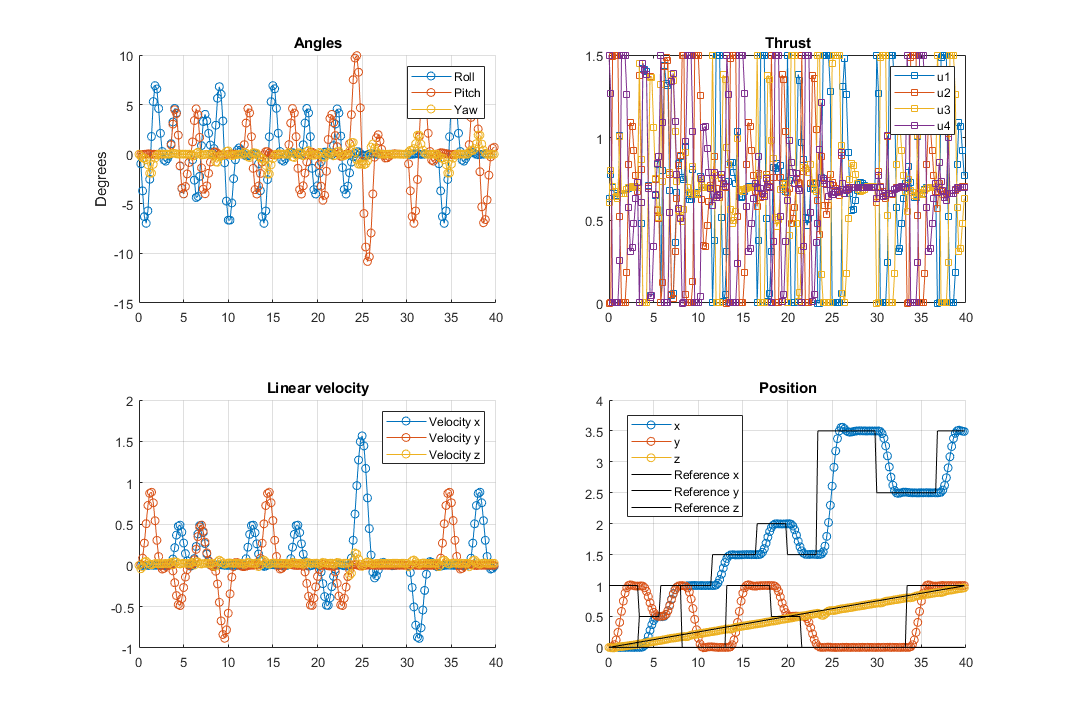 Angles
10
5
0
-5
-10
-15
Degrees
Roll
Pitch
Yaw
0 5 10 15 20 25 30 35 40
Thrust
1.5
1
0.5
0
u1
u2
u3
u4
0 5 10 15 20 25 30 35 40
Linear velocity
2
1.5
1
0.5
0
-0.5
-1
Velocity x
Velocity y
Velocity z
0 5 10 15 20 25 30 35 40
Position
4
3.5
3
2.5
2
1.5
1
0.5
0
x
y
z
Reference x
Reference y
Reference z
0 5 10 15 20 25 30 35 40